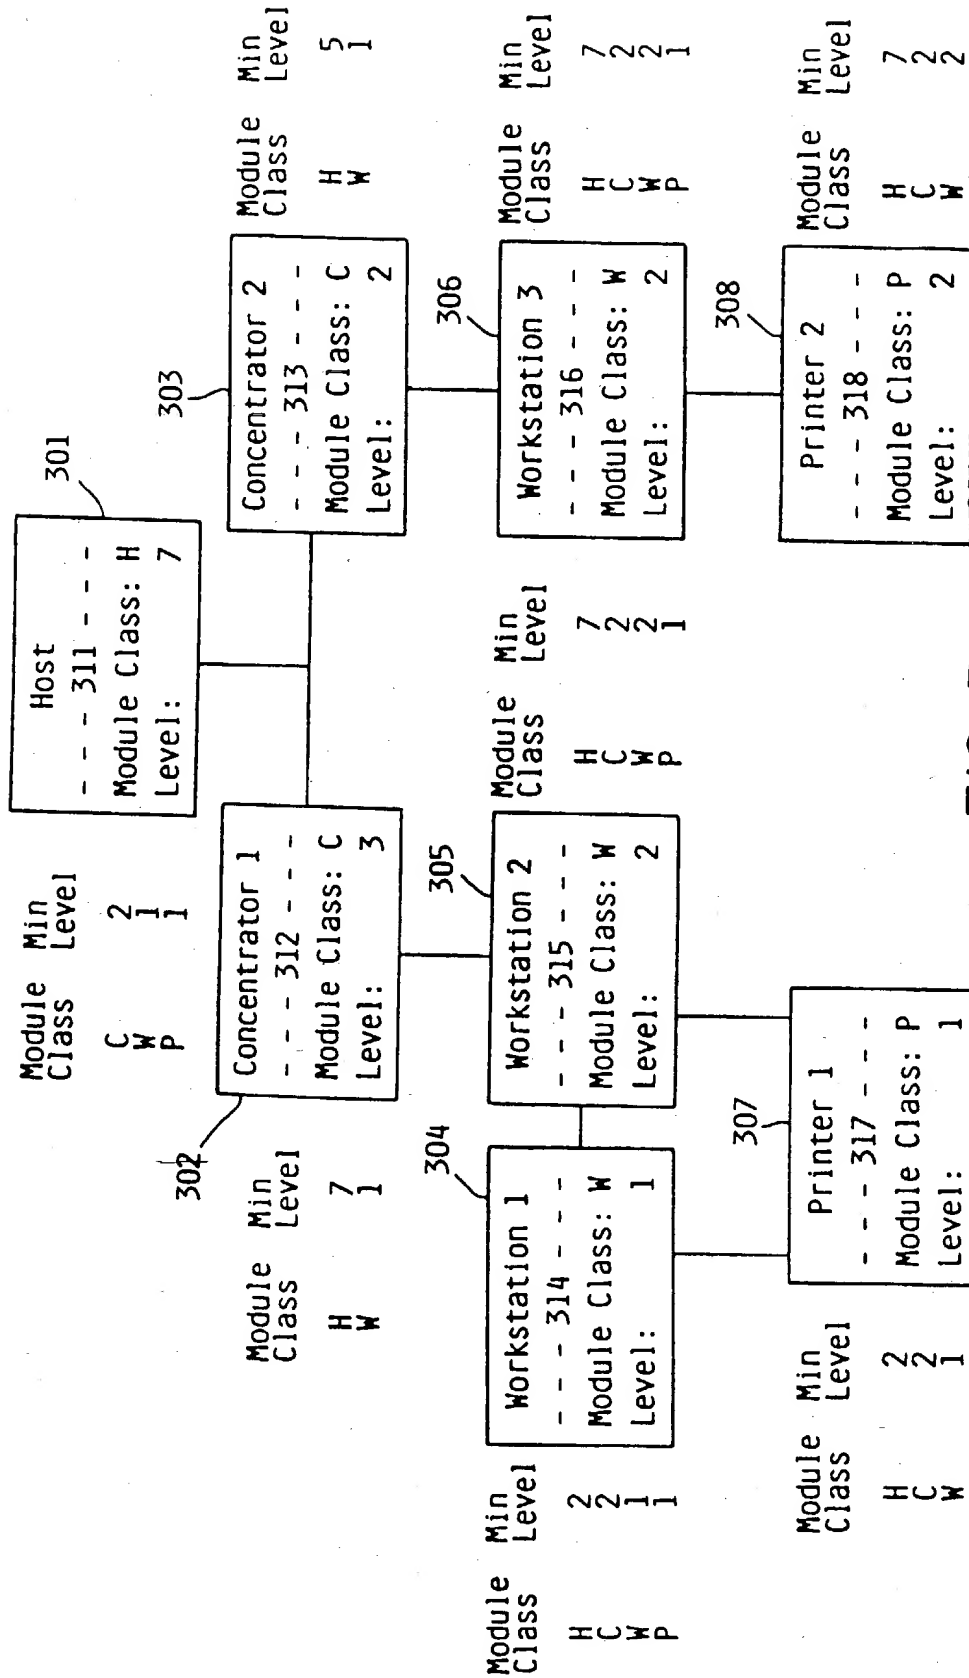 301
Host
- - - 311 - - -
Module Class: H
Level: 7
Module Min
Class Level
C 2
W 1
P 1
302
Concentrator 1
- - - 312 - - - -
Module Class: C
Level: 3
Module Min
Class Level
H 7
W 1
303
Concentrator 2
- - - 313 - - - -
Module Class: C
Level: 2
Module Min
Class Level
H 5
W 1
304
Workstation 1
- - - 314 - - - -
Module Class: W
Level: 1
Module Min
Class Level
H 2
C 2
W 1
P 1
305
Workstation 2
- - - 315 - - - -
Module Class: W
Level: 2
Module Min
Class Level
H 7
C 2
W 2
P 1
306
Workstation 3
- - - 316 - - - -
Module Class: W
Level: 2
Module Min
Class Level
H 7
C 2
W 2
P 1
307
Printer 1
- - - 317 - - - -
Module Class: P
Level: 1
Module Min
Class Level
H 2
C 2
W 1
308
Printer 2
- - - 318 - - - -
Module Class: P
Level: 2
Module Min
Class Level
H 7
C 2
W 2